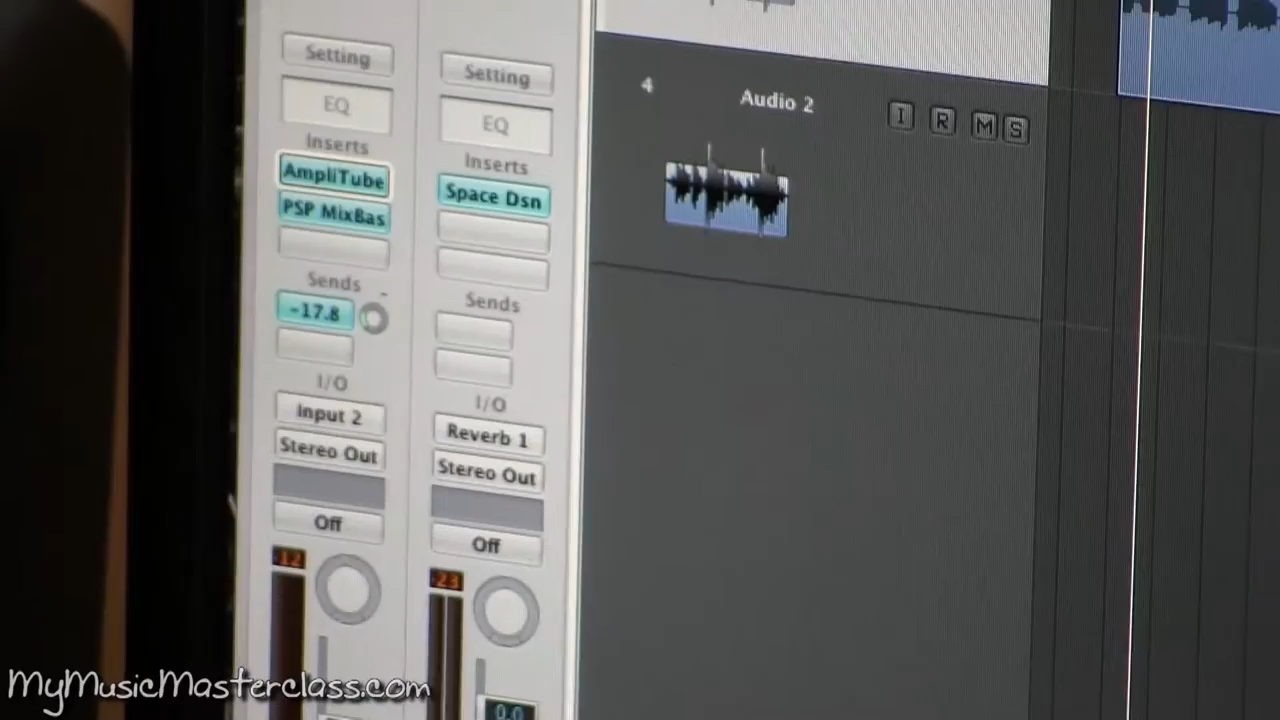 Setting
EQ
Inserts
AmpliTube
PSP MixBas
Sends
-17.8
I/O
Input 2
Stereo Out
Off
-12
Setting
EQ
Inserts
Space Dsn
Sends
I/O
Reverb 1
Stereo Out
Off
-23
0.0
4
Audio 2
I R M S
MyMusicMasterclass.com